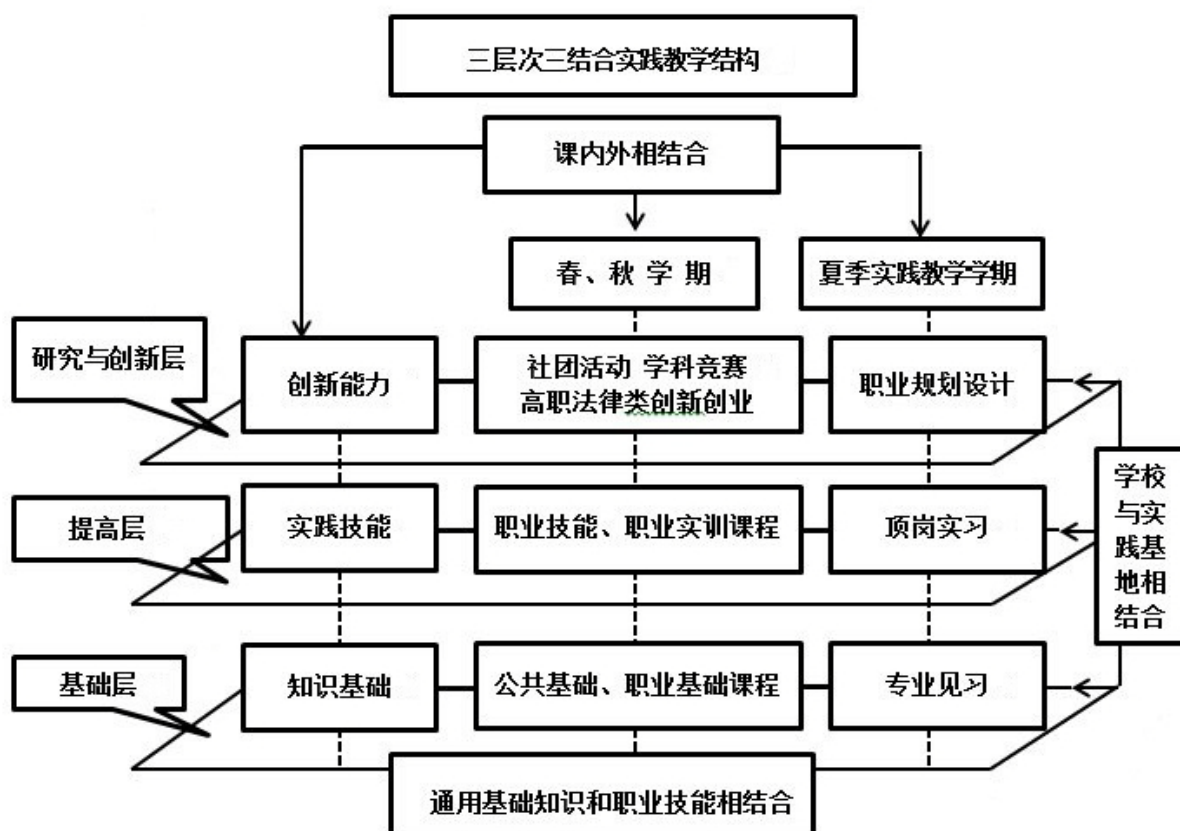 三层次三结合实践教学结构
课内外相结合
春、秋 学 期
夏季实践教学学期
研究与创新层
创新能力
社团活动 学科竞赛
高职法律类创新创业
职业规划设计
提高层
实践技能
职业技能、职业实训课程
顶岗实习
学校
与实
践基
地相
结合
基础层
知识基础
公共基础、职业基础课程
专业见习
通用基础知识和职业技能相结合